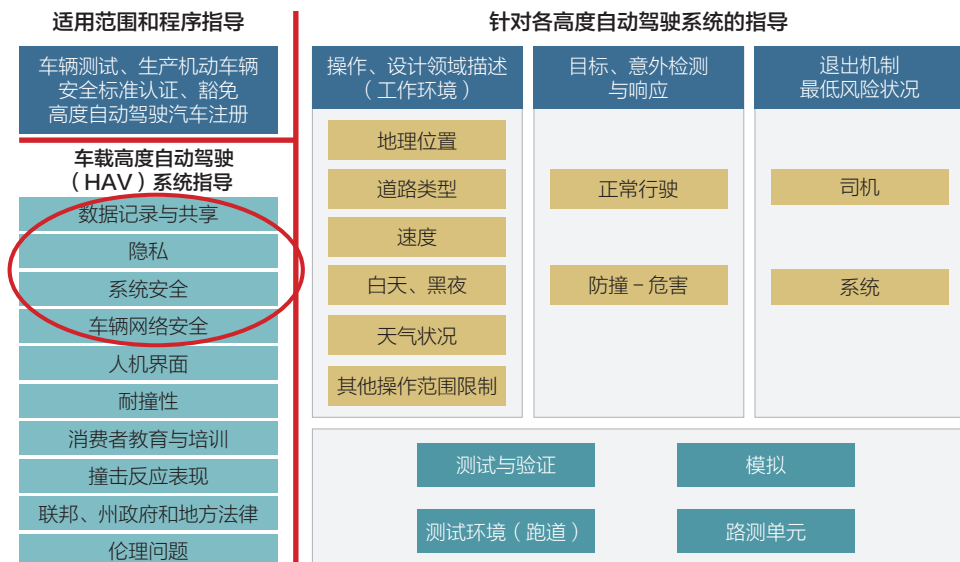 适用范围和程序指导
车辆测试、生产机动车辆
安全标准认证、豁免
高度自动驾驶汽车注册
车载高度自动驾驶
（HAV）系统指导
数据记录与共享
隐私
系统安全
车辆网络安全
人机界面
耐撞性
消费者教育与培训
撞击反应表现
联邦、州政府和地方法律
伦理问题
针对各高度自动驾驶系统的指导
操作、设计领域描述
（工作环境）
地理位置
道路类型
速度
白天、黑夜
天气状况
其他操作范围限制
目标、意外检测
与响应
正常行驶
防撞－危害
退出机制
最低风险状况
司机
系统
测试与验证
模拟
测试环境（跑道）
路测单元